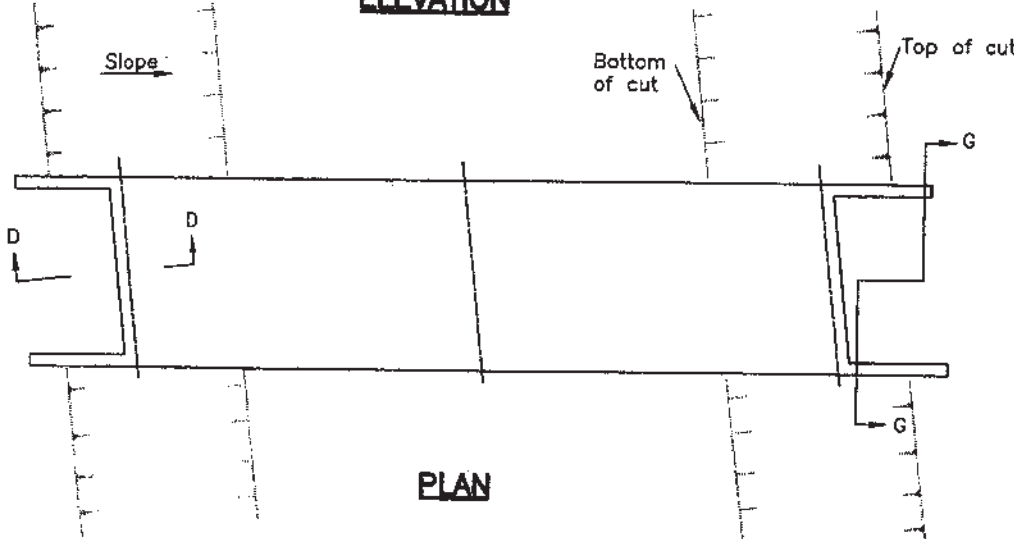 ELEVATION
Slope
Bottom
of cut
Top of cut
G
D
D
G
PLAN